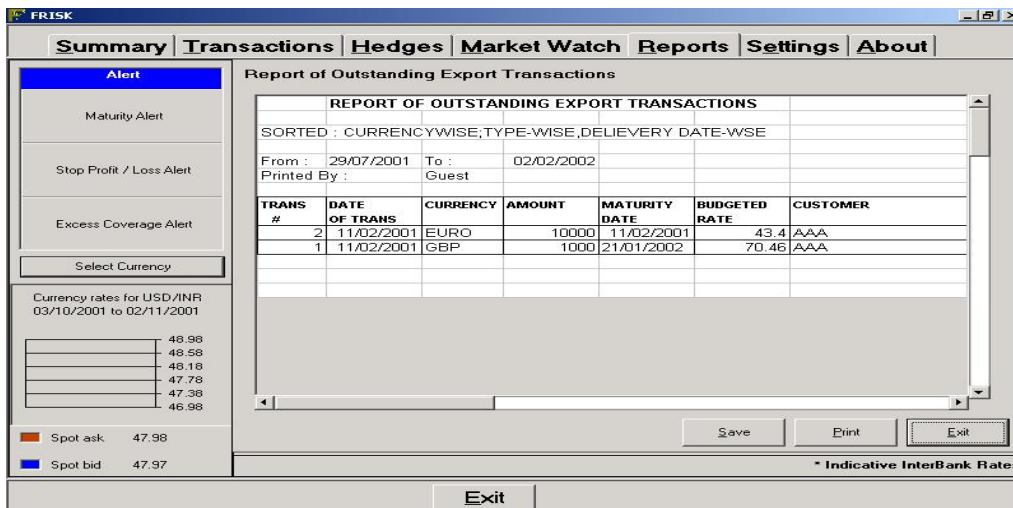 FRISK
Summary Transactions Hedges Market Watch Reports Settings About
Alert
Maturity Alert
Stop Profit / Loss Alert
Excess Coverage Alert
Select Currency
Currency rates for USD/INR
03/10/2001 to 02/11/2001
48.98
48.58
48.18
47.78
47.38
46.98
Spot ask 47.98
Spot bid 47.97
Report of Outstanding Export Transactions
REPORT OF OUTSTANDING EXPORT TRANSACTIONS
SORTED : CURRENCYWISE;TYPE-WISE,DELIEVERY DATE-WSE
From : 29/07/2001 To : 02/02/2002
Printed By : Guest
TRANS DATE CURRENCY AMOUNT MATURITY BUDGETED CUSTOMER
# OF TRANS DATE RATE
2 11/02/2001 EURO 10000 11/02/2001 43.4 AAA
1 11/02/2001 GBP 1000 21/01/2002 70.46 AAA
Save Print Exit
* Indicative InterBank Rate
Exit